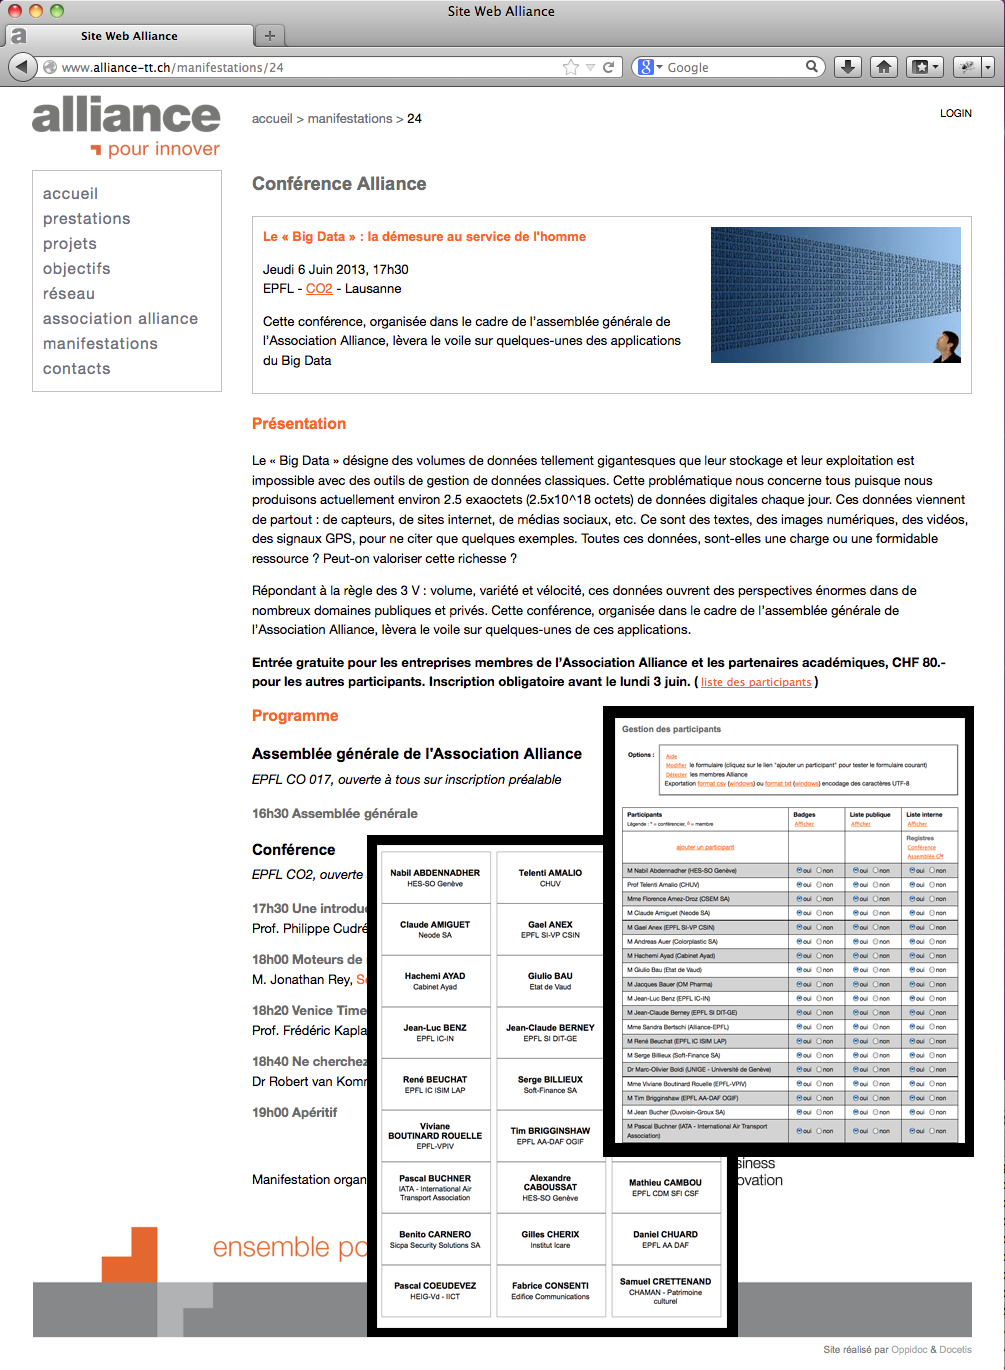 Site Web Alliance
Site Web Alliance
www.alliance-tt.ch/manifestations/24
Google
alliance
pour innover
accueil > manifestations > 24
LOGIN
accueil
prestations
projets
objectifs
réseau
association alliance
manifestations
contacts
Conférence Alliance
Le « Big Data » : la démesure au service de l'homme
Jeudi 6 Juin 2013, 17h30
EPFL - CO2 - Lausanne
Cette conférence, organisée dans le cadre de l'assemblée générale de
l'Association Alliance, lèvera le voile sur quelques-unes des applications
du Big Data
Présentation
Le « Big Data » désigne des volumes de données tellement gigantesques que leur stockage et leur exploitation est
impossible avec des outils de gestion de données classiques. Cette problématique nous concerne tous puisque nous
produisons actuellement environ 2.5 exaoctets (2.5x10^18 octets) de données digitales chaque jour. Ces données viennent
de partout : de capteurs, de sites internet, de médias sociaux, etc. Ce sont des textes, des images numériques, des vidéos,
des signaux GPS, pour ne citer que quelques exemples. Toutes ces données, sont-elles une charge ou une formidable
ressource ? Peut-on valoriser cette richesse ?
Répondant à la règle des 3 V : volume, variété et vélocité, ces données ouvrent des perspectives énormes dans de
nombreux domaines publiques et privés. Cette conférence, organisée dans le cadre de l'assemblée générale de
l'Association Alliance, lèvera le voile sur quelques-unes de ces applications.
Entrée gratuite pour les entreprises membres de l'Association Alliance et les partenaires académiques, CHF 80.-
pour les autres participants. Inscription obligatoire avant le lundi 3 juin. ( liste des participants )
Programme
Assemblée générale de l'Association Alliance
EPFL CO 017, ouverte à tous sur inscription préalable
16h30 Assemblée générale
Conférence
EPFL CO2, ouverte
17h30 Une introdu
Prof. Philippe Cudré
18h00 Moteurs de
M. Jonathan Rey, S
18h20 Venice Time
Prof. Frédéric Kapla
18h40 Ne cherchez
Dr Robert van Kom
19h00 Apéritif
Manifestation organ
siness
ovation
ensemble po
Nabil ABDENNADHER
HES-SO Genève
Telenti AMALIO
CHUV
Claude AMIGUET
Neode SA
Gael ANEX
EPFL SI-VP CSIN
Hachemi AYAD
Cabinet Ayad
Giulio BAU
Etat de Vaud
Jean-Luc BENZ
EPFL IC-IN
Jean-Claude BERNEY
EPFL SI DIT-GE
René BEUCHAT
EPFL IC ISIM LAP
Serge BILLIEUX
Soft-Finance SA
Viviane
BOUTINARD ROUELLE
EPFL-VPIV
Tim BRIGGINSHAW
EPFL AA-DAF OGIF
Pascal BUCHNER
IATA - International Air
Transport Association
Alexandre
CABOUSSAT
HES-SO Genève
Mathieu CAMBOU
EPFL CDM SFI CSF
Benito CARNERO
Sicpa Security Solutions SA
Gilles CHERIX
Institut Icare
Daniel CHUARD
EPFL AA DAF
Pascal COEUDEVEZ
HEIG-Vd - IICT
Fabrice CONSENTI
Edifice Communications
Samuel CRETTENAND
CHAMAN - Patrimoine
culturel
Gestion des participants
Options :
Aide
Modifier le formulaire (cliquez sur le lien "ajouter un participant" pour tester le formulaire courant)
Détecter les membres Alliance
Exportation format csv (windows) ou format txt (windows) encodage des caractères UTF-8
Participants Badges Liste publique Liste interne
Légende : * = conférencier, A = membre Afficher Afficher Afficher
Registres
ajouter un participant Conférence
Assemblée GA
M Nabil Abdennadher (HES-SO Genève) oui non oui non oui non
Prof Telenti Amalio (CHUV) oui non oui non oui non
Mme Florence Amez-Droz (CSEM SA) oui non oui non oui non
M Claude Amiguet (Neode SA) oui non oui non oui non
M Gael Anex (EPFL SI-VP CSIN) oui non oui non oui non
M Andreas Auer (Colorplastic SA) oui non oui non oui non
M Hachemi Ayad (Cabinet Ayad) oui non oui non oui non
M Giulio Bau (Etat de Vaud) oui non oui non oui non
M Jacques Bauer (OM Pharma) oui non oui non oui non
M Jean-Luc Benz (EPFL IC-IN) oui non oui non oui non
M Jean-Claude Berney (EPFL SI DIT-GE) oui non oui non oui non
Mme Sandra Bertschi (Alliance-EPFL) oui non oui non oui non
M René Beuchat (EPFL IC ISIM LAP) oui non oui non oui non
M Serge Billieux (Soft-Finance SA) oui non oui non oui non
Dr Marc-Olivier Boldi (UNIGE - Université de Genève) oui non oui non oui non
Mme Viviane Boutinard Rouelle (EPFL-VPIV) oui non oui non oui non
M Tim Brigginshaw (EPFL AA-DAF OGIF) oui non oui non oui non
M Jean Bucher (Duvoisin-Groux SA) oui non oui non oui non
M Pascal Buchner (IATA - International Air Transport oui non oui non oui non
Association)
Site réalisé par Oppidoc & Docetis